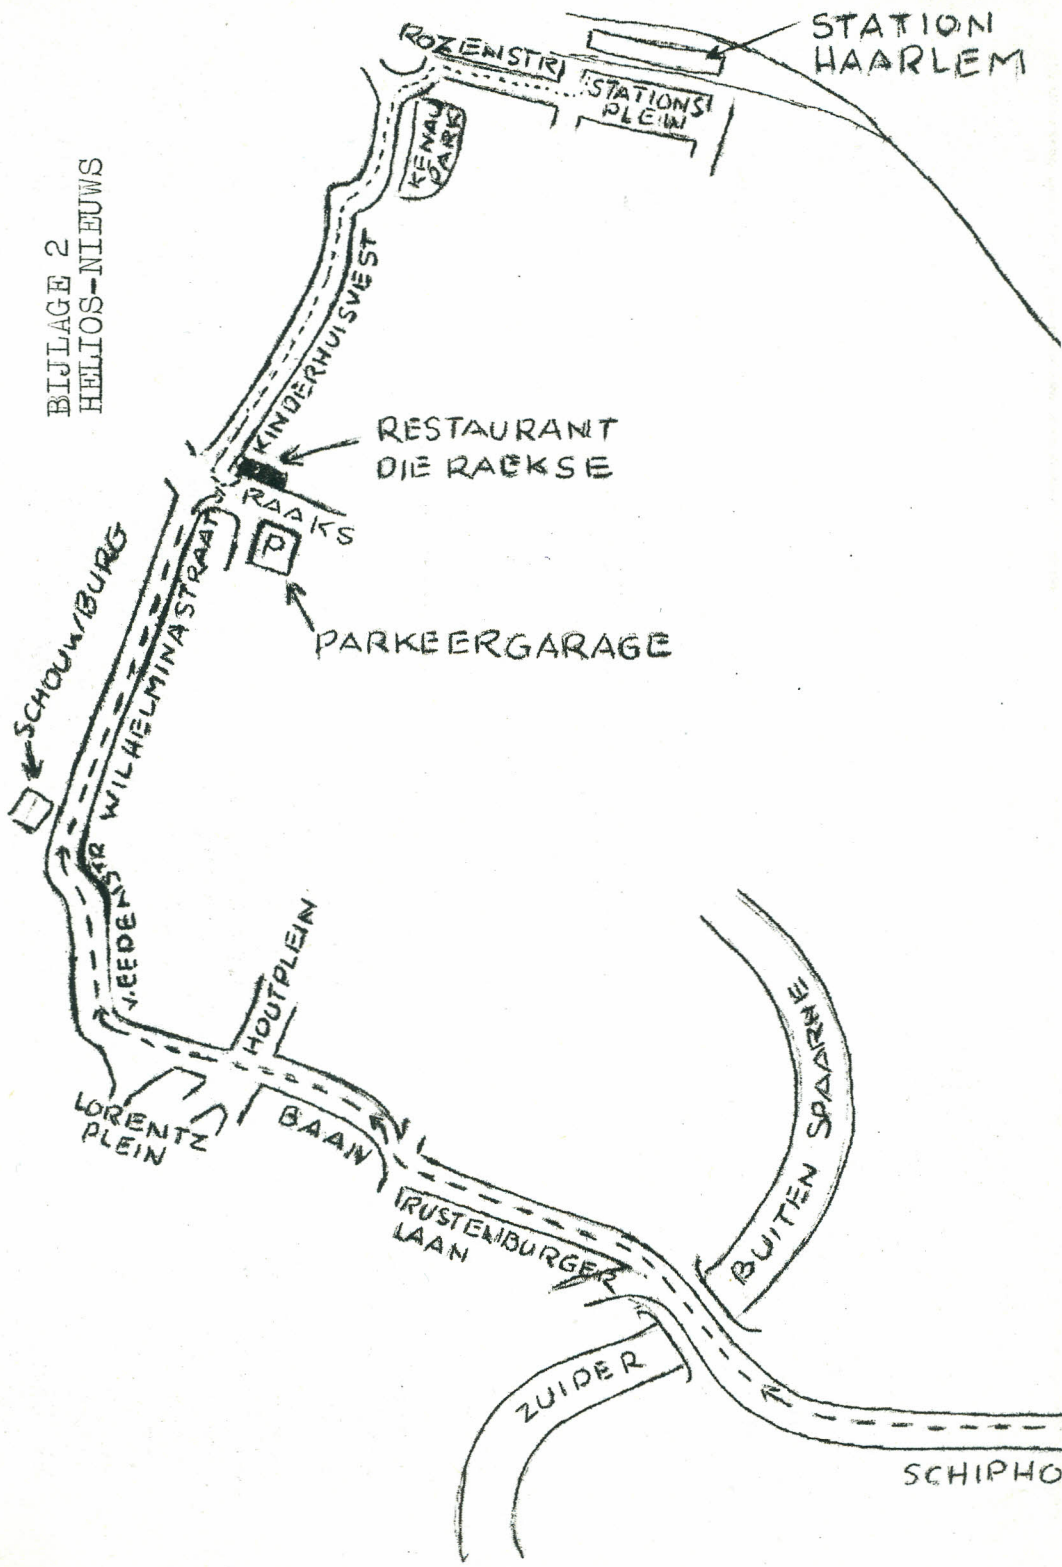 STATION
HAARLEM
ROZENSTR
STATIONS
PLEIN
KENAU
PARK
BIJLAGE 2
HELIOS-NIEUWS
KINDERHUISVEST
RESTAURANT
DIE RAEKSE
RAAKS
P
PARKEERGARAGE
SCHOUWBURG
WILHELMINASTRAAT
V. EEDENSTR
HOUTPLEIN
LORENTZ
PLEIN
BAAN
RUSTENBURGER
LAAN
BUITEN SPAARNE
ZUIDER
SCHIPHO